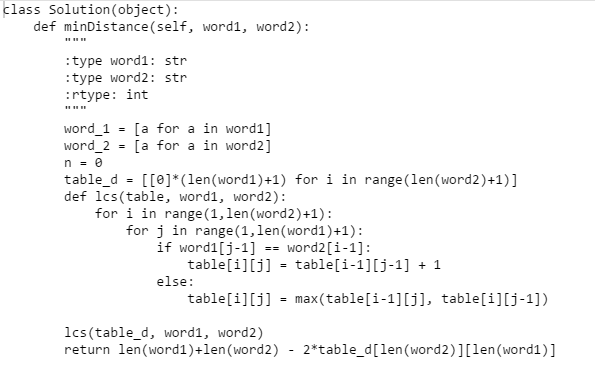 class Solution(object):
    def minDistance(self, word1, word2):
        """
        :type word1: str
        :type word2: str
        :rtype: int
        """
        word_1 = [a for a in word1]
        word_2 = [a for a in word2]
        n = 0
        table_d = [[0]*(len(word1)+1) for i in range(len(word2)+1)]
        def lcs(table, word1, word2):
            for i in range(1,len(word2)+1):
                for j in range(1,len(word1)+1):
                    if word1[j-1] == word2[i-1]:
                        table[i][j] = table[i-1][j-1] + 1
                    else:
                        table[i][j] = max(table[i-1][j], table[i][j-1])

        lcs(table_d, word1, word2)
        return len(word1)+len(word2) - 2*table_d[len(word2)][len(word1)]